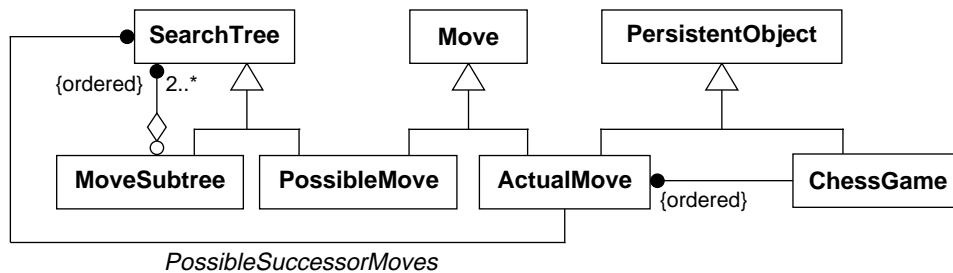 SearchTree
Move
PersistentObject
{ordered}
2..*
MoveSubtree
PossibleMove
ActualMove
ChessGame
{ordered}
PossibleSuccessorMoves